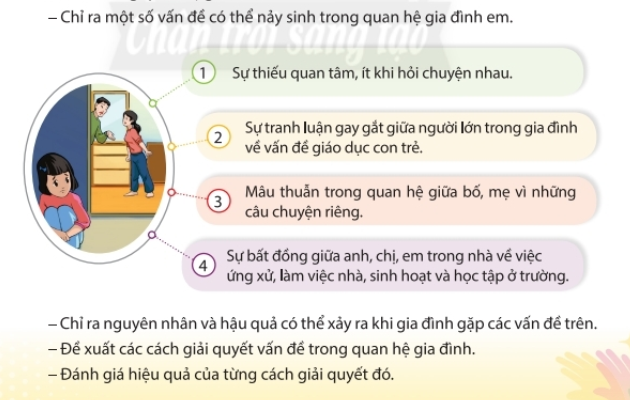 – Chỉ ra một số vấn đề có thể nảy sinh trong quan hệ gia đình em.
Chân trời sáng tạo
1 Sự thiếu quan tâm, ít khi hỏi chuyện nhau.
2 Sự tranh luận gay gắt giữa người lớn trong gia đình
về vấn đề giáo dục con trẻ.
3 Mâu thuẫn trong quan hệ giữa bố, mẹ vì những
câu chuyện riêng.
4 Sự bất đồng giữa anh, chị, em trong nhà về việc
ứng xử, làm việc nhà, sinh hoạt và học tập ở trường.
– Chỉ ra nguyên nhân và hậu quả có thể xảy ra khi gia đình gặp các vấn đề trên.
– Đề xuất các cách giải quyết vấn đề trong quan hệ gia đình.
– Đánh giá hiệu quả của từng cách giải quyết đó.